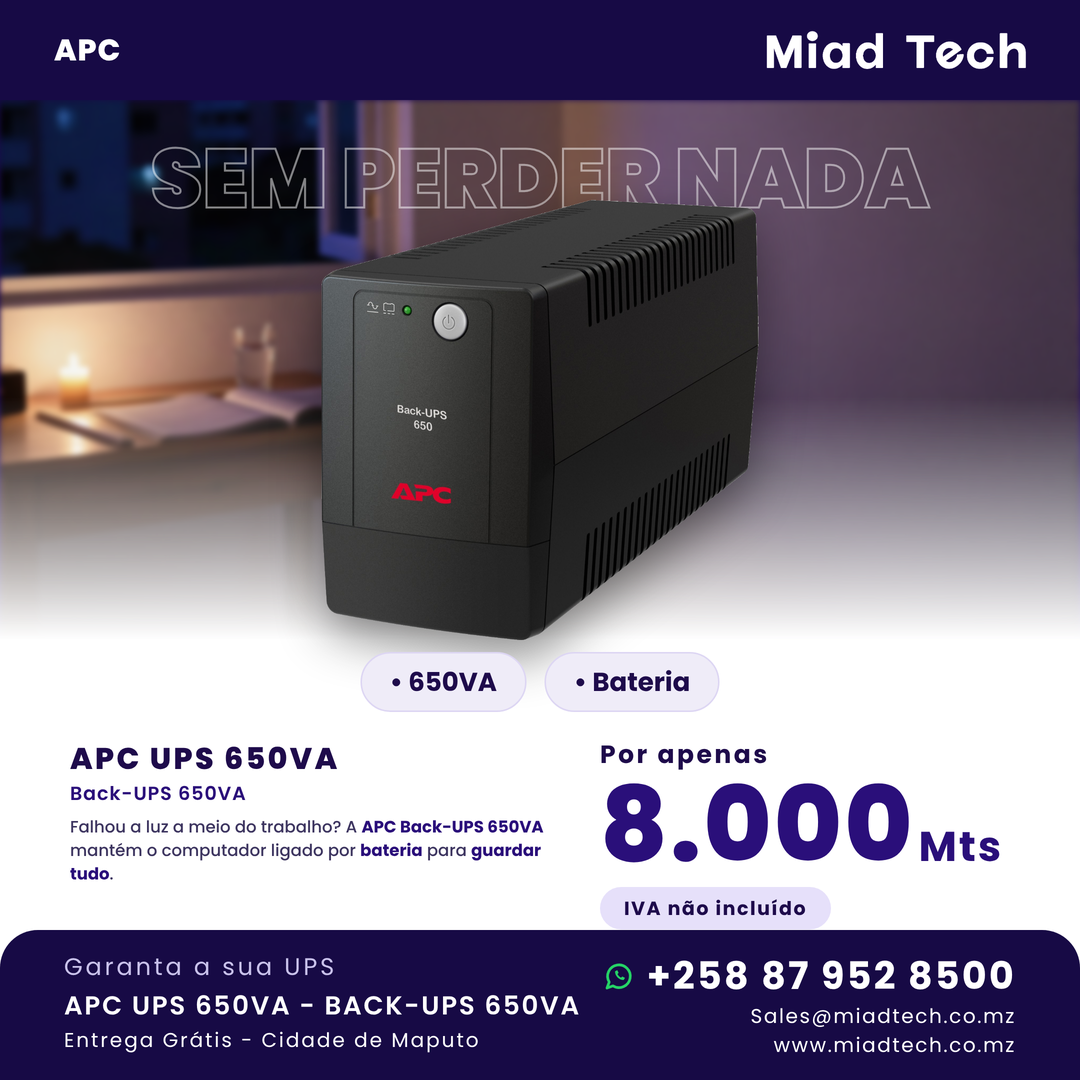 APC
Miad Tech
SEM PERDER NADA
Back-UPS
650
APC
• 650VA
• Bateria
APC UPS 650VA
Back-UPS 650VA
Falhou a luz a meio do trabalho? A APC Back-UPS 650VA
mantém o computador ligado por bateria para guardar
tudo.
Por apenas
8.000 Mts
IVA não incluído
Garanta a sua UPS
APC UPS 650VA - BACK-UPS 650VA
Entrega Grátis - Cidade de Maputo
+258 87 952 8500
Sales@miadtech.co.mz
www.miadtech.co.mz